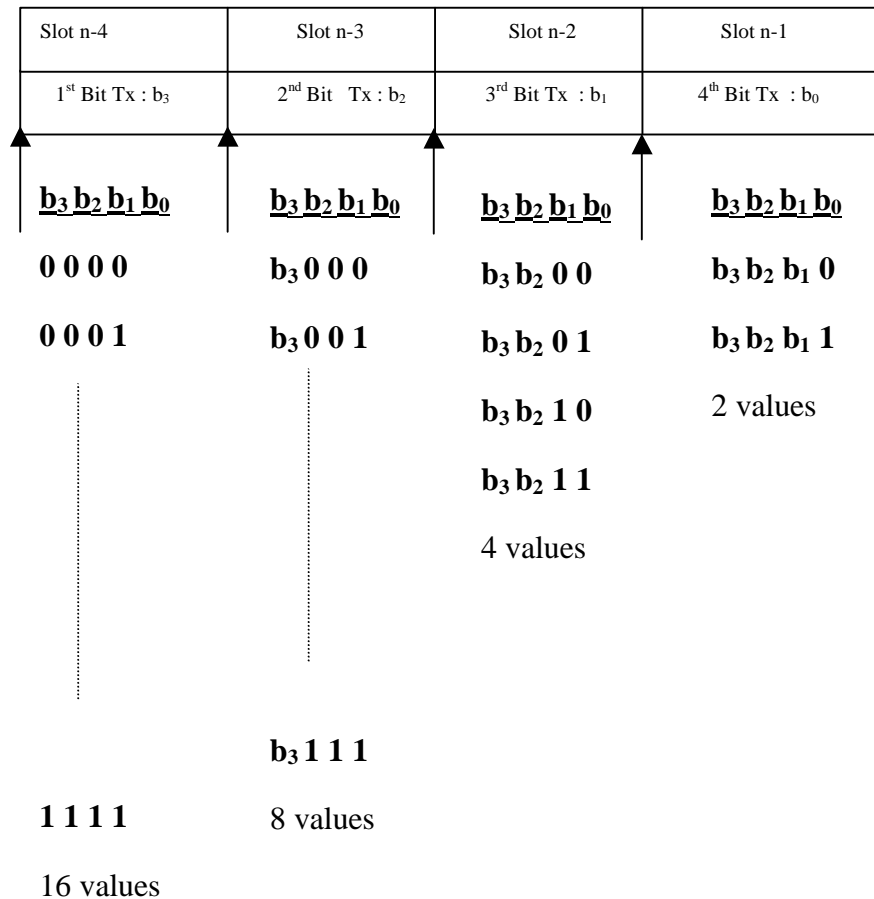 Slot n-4 Slot n-3 Slot n-2 Slot n-1
1st Bit Tx : b3 2nd Bit Tx : b2 3rd Bit Tx : b1 4th Bit Tx : b0
b3 b2 b1 b0 b3 b2 b1 b0 b3 b2 b1 b0 b3 b2 b1 b0
0 0 0 0 b3 0 0 0 b3 b2 0 0 b3 b2 b1 0
0 0 0 1 b3 0 0 1 b3 b2 0 1 b3 b2 b1 1
b3 b2 1 0 2 values
b3 b2 1 1
4 values
b3 1 1 1
1 1 1 1 8 values
16 values